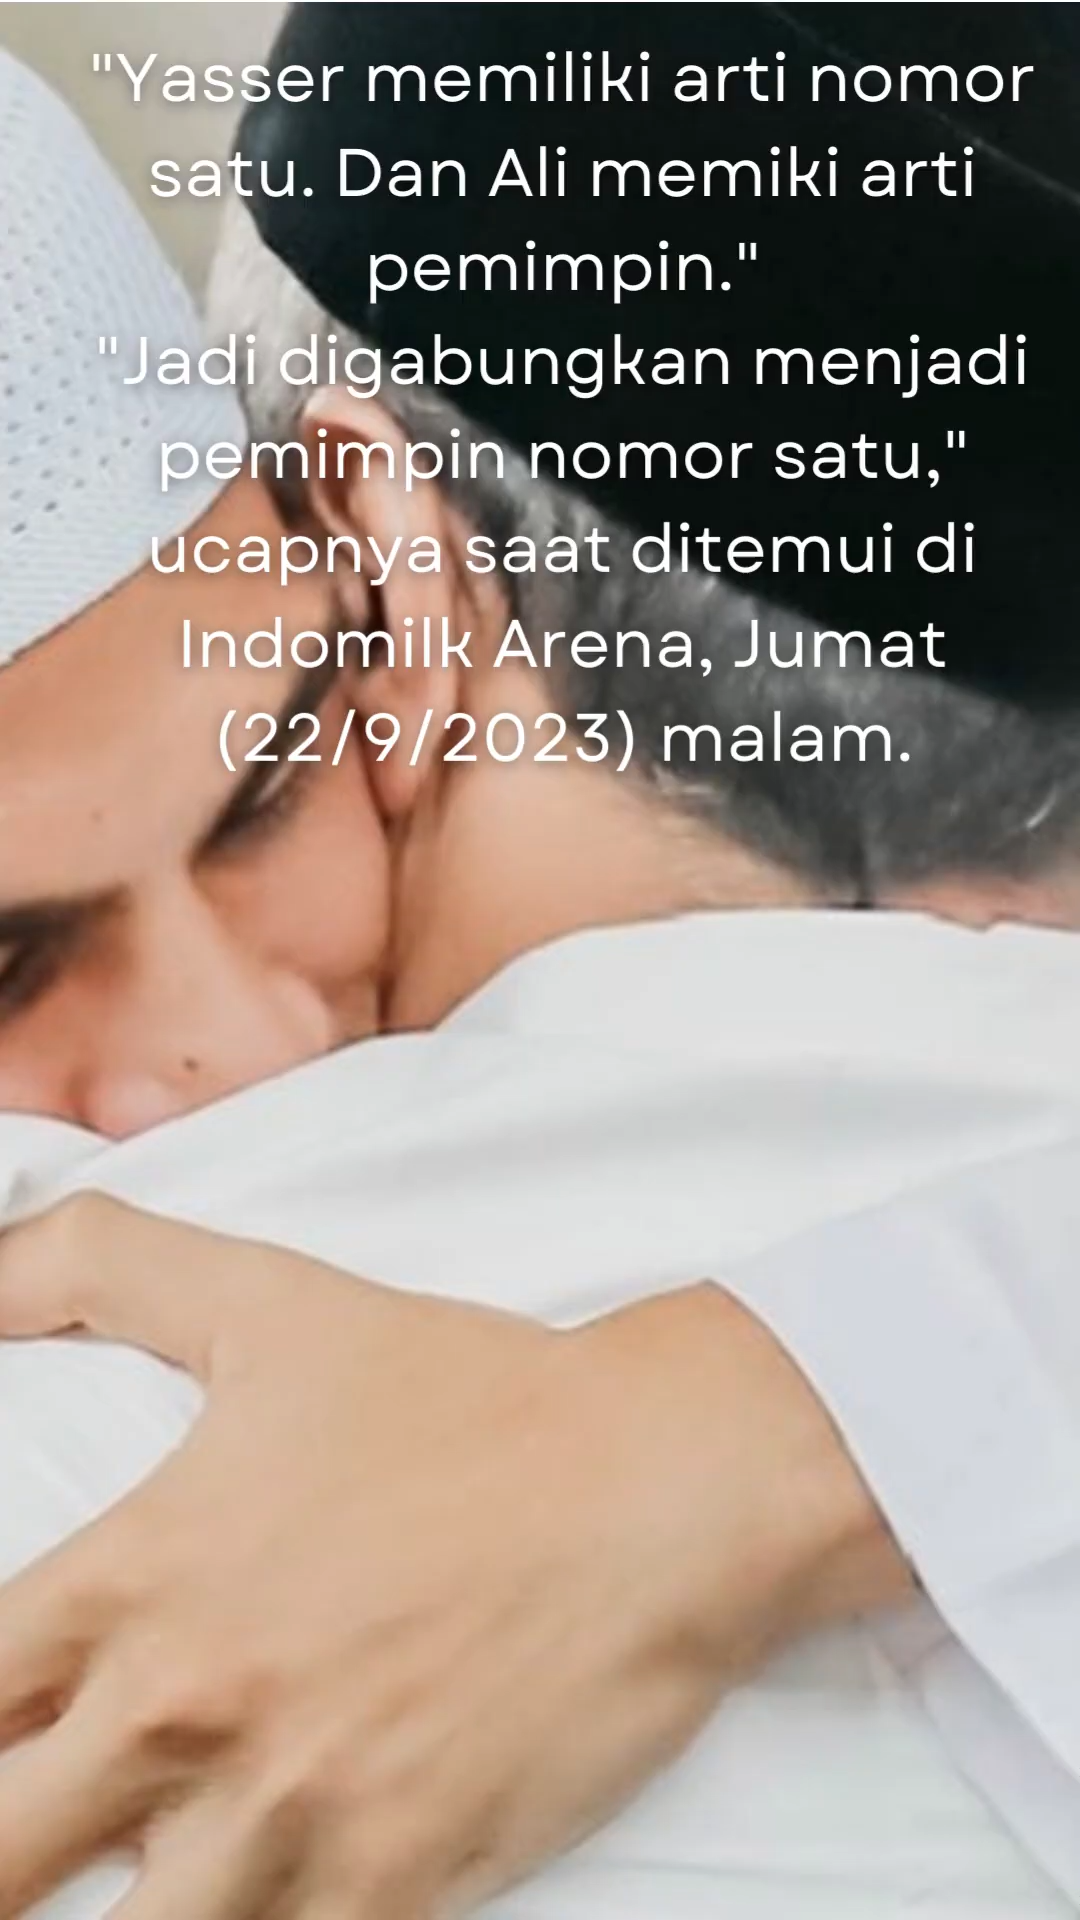 "Yasser memiliki arti nomor
satu. Dan Ali memiki arti
pemimpin."
"Jadi digabungkan menjadi
pemimpin nomor satu,"
ucapnya saat ditemui di
Indomilk Arena, Jumat
(22/9/2023) malam.